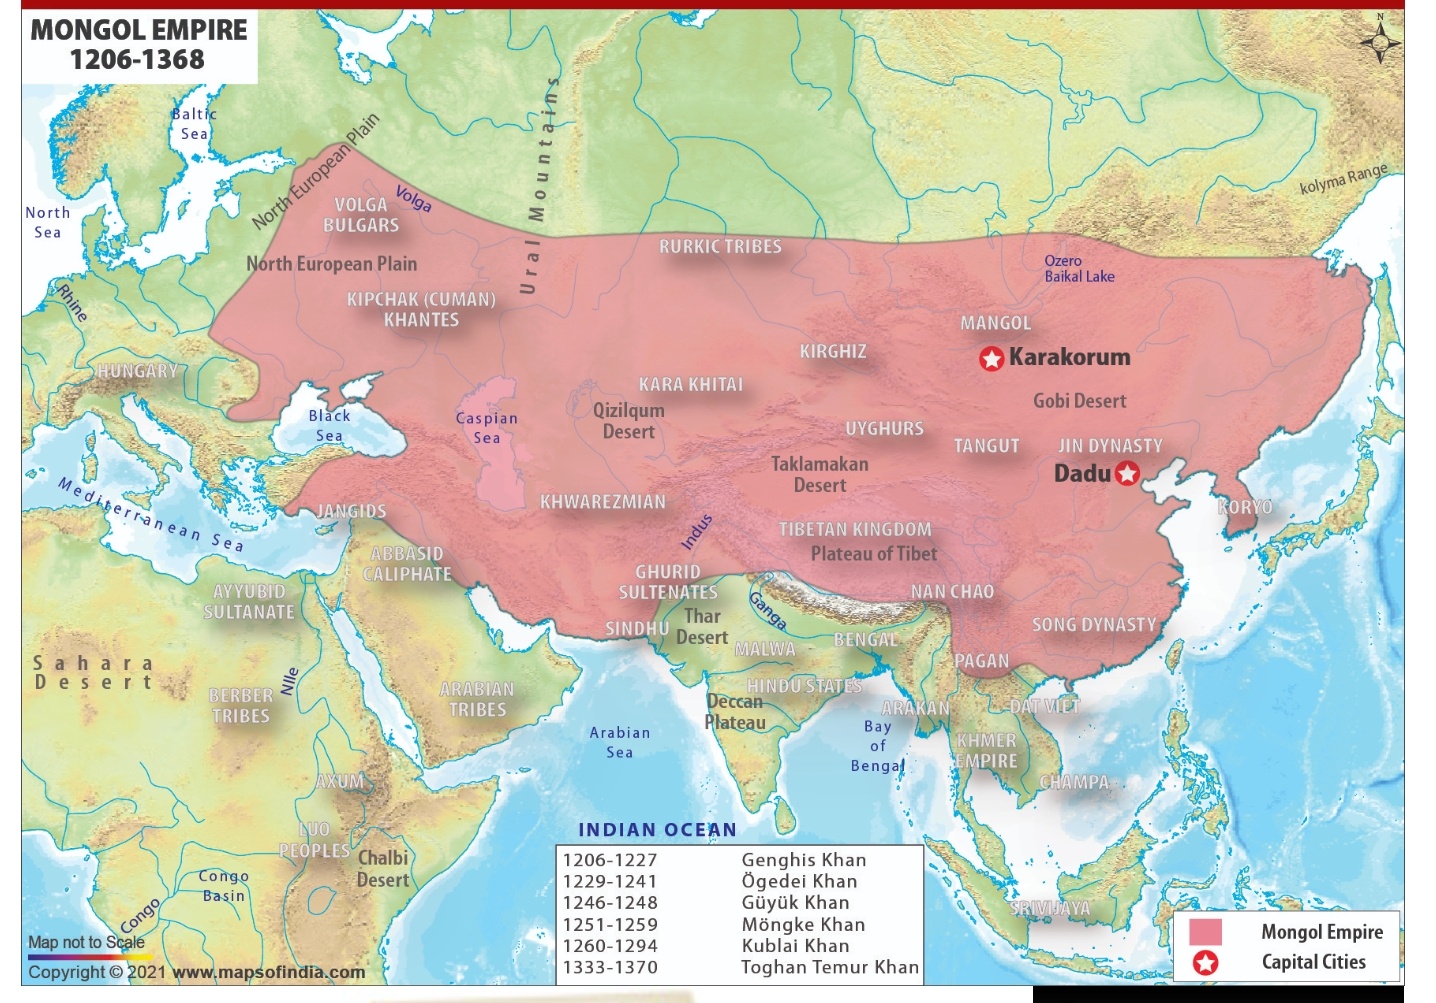 MONGOL EMPIRE
1206-1368
N
Baltic
Sea
North European Plain
Ural Mountains
kolyma Range
North
Sea
VOLGA
BULGARS
Volga
RURKIC TRIBES
North European Plain
Ozero
Baikal Lake
Rhine
KIPCHAK (CUMAN)
KHANTES
MANGOL
KIRGHIZ
Karakorum
HUNGARY
KARA KHITAI
Gobi Desert
Black
Sea
Caspian
Sea
Qizilqum
Desert
UYGHURS
TANGUT
JIN DYNASTY
Taklamakan
Desert
Dadu
Mediterranean Sea
JANGIDS
KHWAREZMIAN
KORYO
Indus
TIBETAN KINGDOM
Plateau of Tibet
ABBASID
CALIPHATE
AYYUBID
SULTANATE
GHURID
SULTENATES
NAN CHAO
Ganga
Thar
Desert
SINDHU
SONG DYNASTY
MALWA
BENGAL
Sahara
Desert
PAGAN
NIle
BERBER
TRIBES
ARABIAN
TRIBES
HINDU STATES
Deccan
Plateau
ARAKAN
DAT VIET
Arabian
Sea
Bay
of
Bengal
KHMER
EMPIRE
AXUM
CHAMPA
LUO
PEOPLES
INDIAN OCEAN
Chalbi
Desert
Congo
Basin
Congo
SRIVIJAYA
1206-1227 Genghis Khan
1229-1241 Ögedei Khan
1246-1248 Güyük Khan
1251-1259 Möngke Khan
1260-1294 Kublai Khan
1333-1370 Toghan Temur Khan
Mongol Empire
Capital Cities
Map not to Scale
Copyright © 2021 www.mapsofindia.com